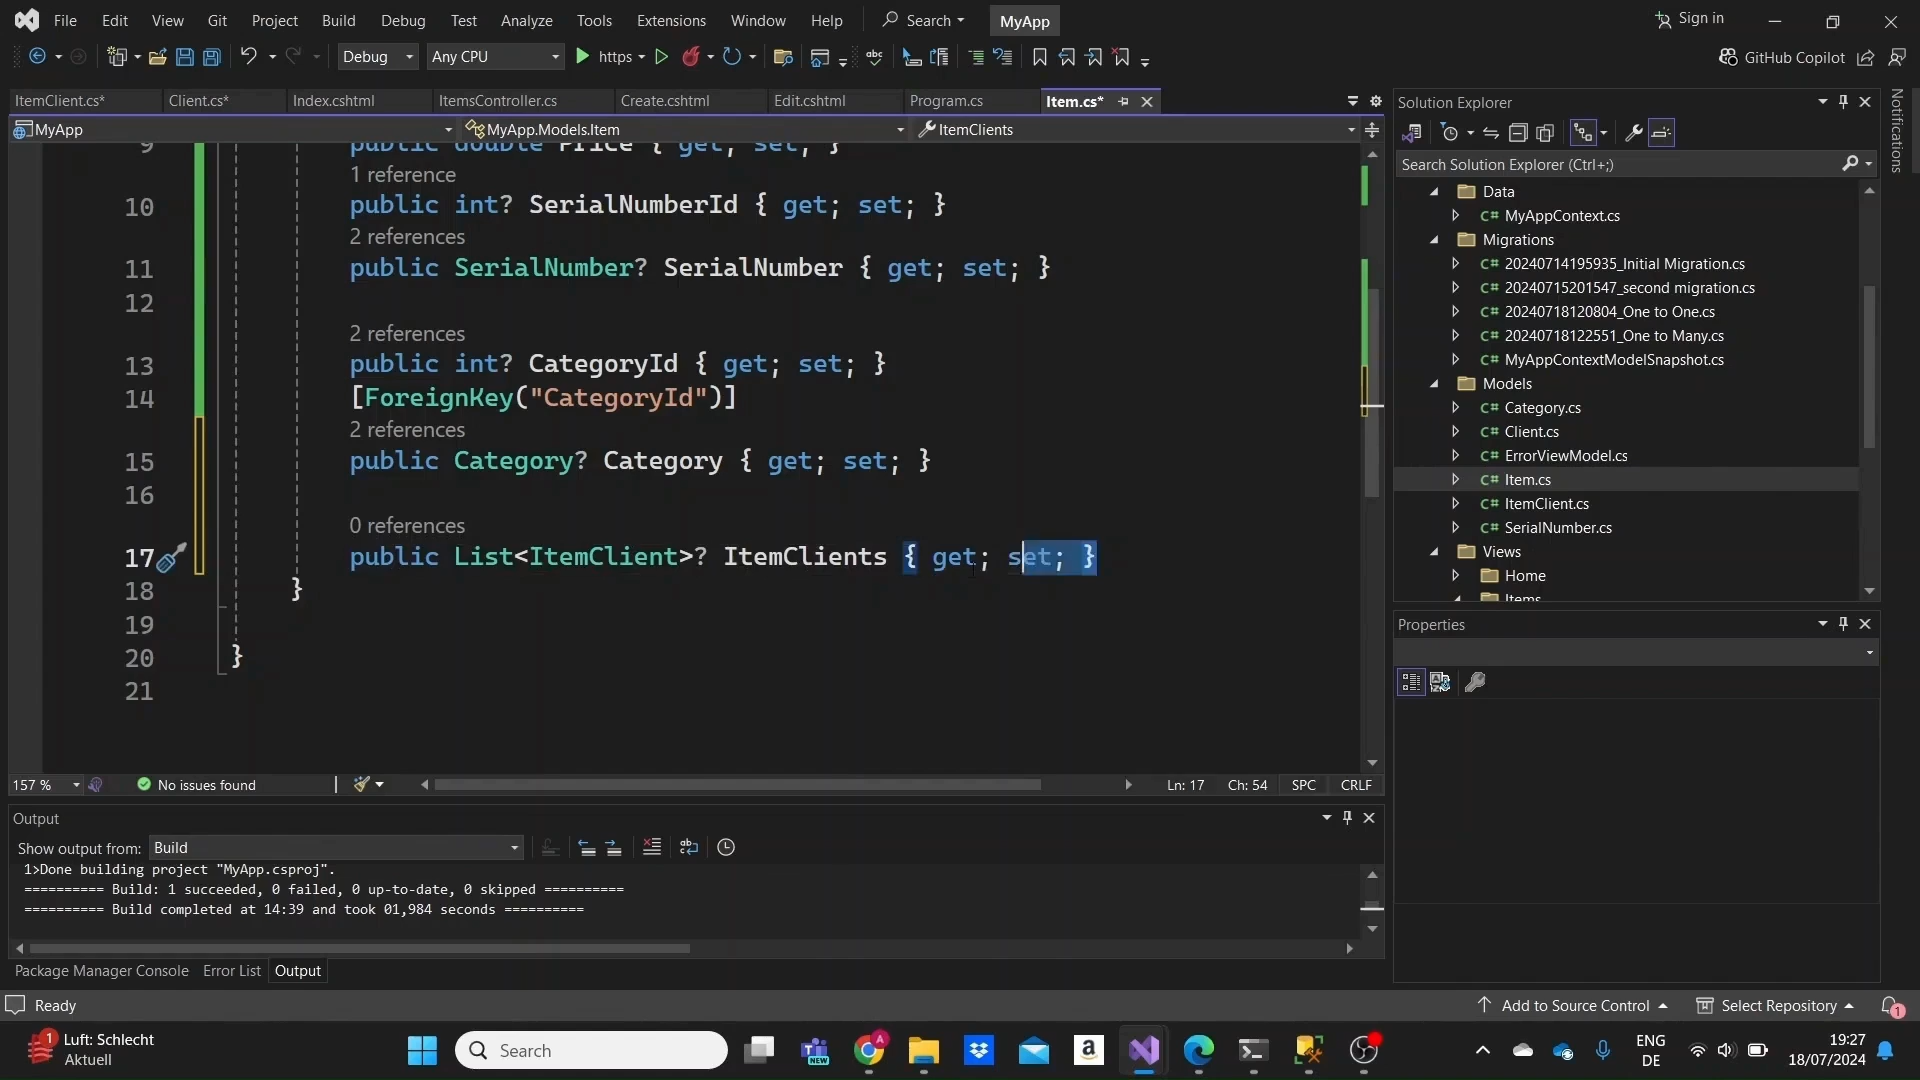 File Edit View Git Project Build Debug Test Analyze Tools Extensions Window Help Search MyApp Sign in
Debug Any CPU https GitHub Copilot
ItemClient.cs* Client.cs* Index.cshtml ItemsController.cs Create.cshtml Edit.cshtml Program.cs Item.cs*
MyApp MyApp.Models.Item ItemClients
9 public double Price { get; set; }
1 reference
10 public int? SerialNumberId { get; set; }
2 references
11 public SerialNumber? SerialNumber { get; set; }
12
2 references
13 public int? CategoryId { get; set; }
14 [ForeignKey("CategoryId")]
2 references
15 public Category? Category { get; set; }
16
0 references
17 public List<ItemClient>? ItemClients { get; set; }
18 }
19
20 }
21
157 % No issues found Ln: 17 Ch: 54 SPC CRLF
Output
Show output from: Build
1>Done building project "MyApp.csproj".
========== Build: 1 succeeded, 0 failed, 0 up-to-date, 0 skipped ==========
========== Build completed at 14:39 and took 01,984 seconds ==========
Package Manager Console Error List Output
Solution Explorer
Search Solution Explorer (Ctrl+;)
Data
C# MyAppContext.cs
Migrations
C# 20240714195935_Initial Migration.cs
C# 20240715201547_second migration.cs
C# 20240718120804_One to One.cs
C# 20240718122551_One to Many.cs
C# MyAppContextModelSnapshot.cs
Models
C# Category.cs
C# Client.cs
C# ErrorViewModel.cs
C# Item.cs
C# ItemClient.cs
C# SerialNumber.cs
Views
Home
Items
Properties
Notifications
Ready Add to Source Control Select Repository 1
1 Luft: Schlecht
Aktuell
Search
NEW
A
a
ENG
DE
19:27
18/07/2024